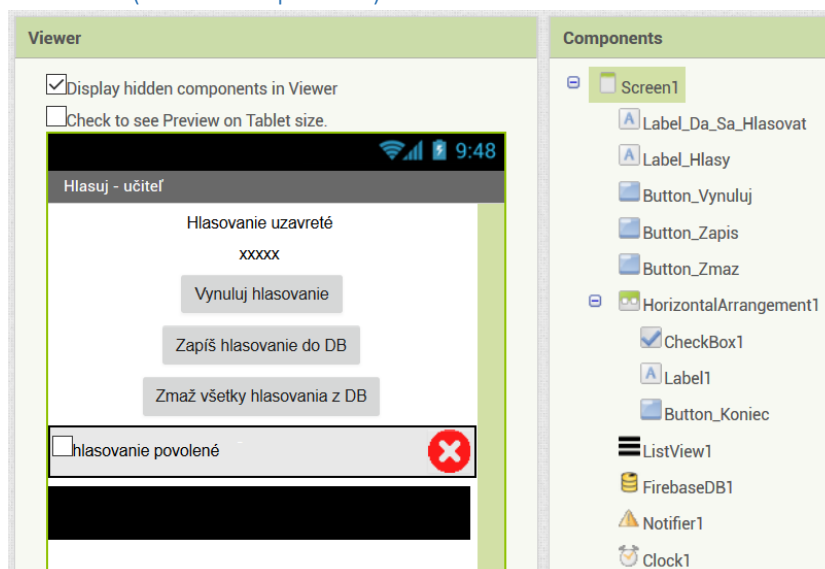 Viewer
Display hidden components in Viewer
Check to see Preview on Tablet size.
9:48
Hlasuj - učiteľ
Hlasovanie uzavreté
xxxxx
Vynuluj hlasovanie
Zapíš hlasovanie do DB
Zmaž všetky hlasovania z DB
hlasovanie povolené
Components
Screen1
Label_Da_Sa_Hlasovat
Label_Hlasy
Button_Vynuluj
Button_Zapis
Button_Zmaz
HorizontalArrangement1
CheckBox1
Label1
Button_Koniec
ListView1
FirebaseDB1
Notifier1
Clock1